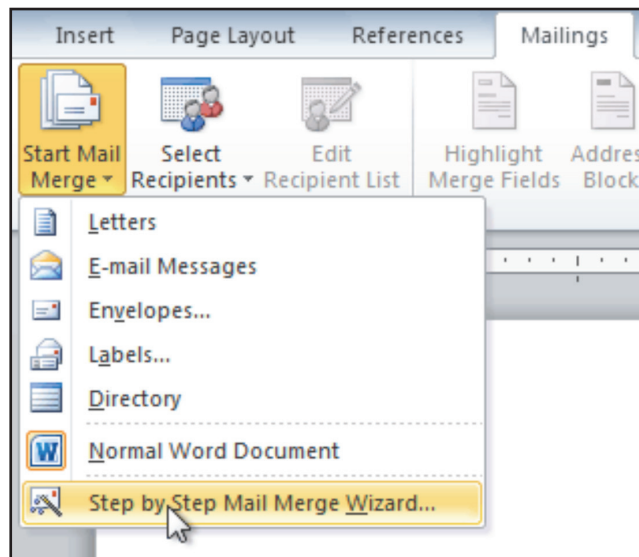 Insert Page Layout References Mailings
Start Mail Select Edit Highlight
Merge Recipients Recipient List Merge Fields Block
Letters
E-mail Messages
Envelopes...
Labels...
Directory
Normal Word Document
Step by Step Mail Merge Wizard...